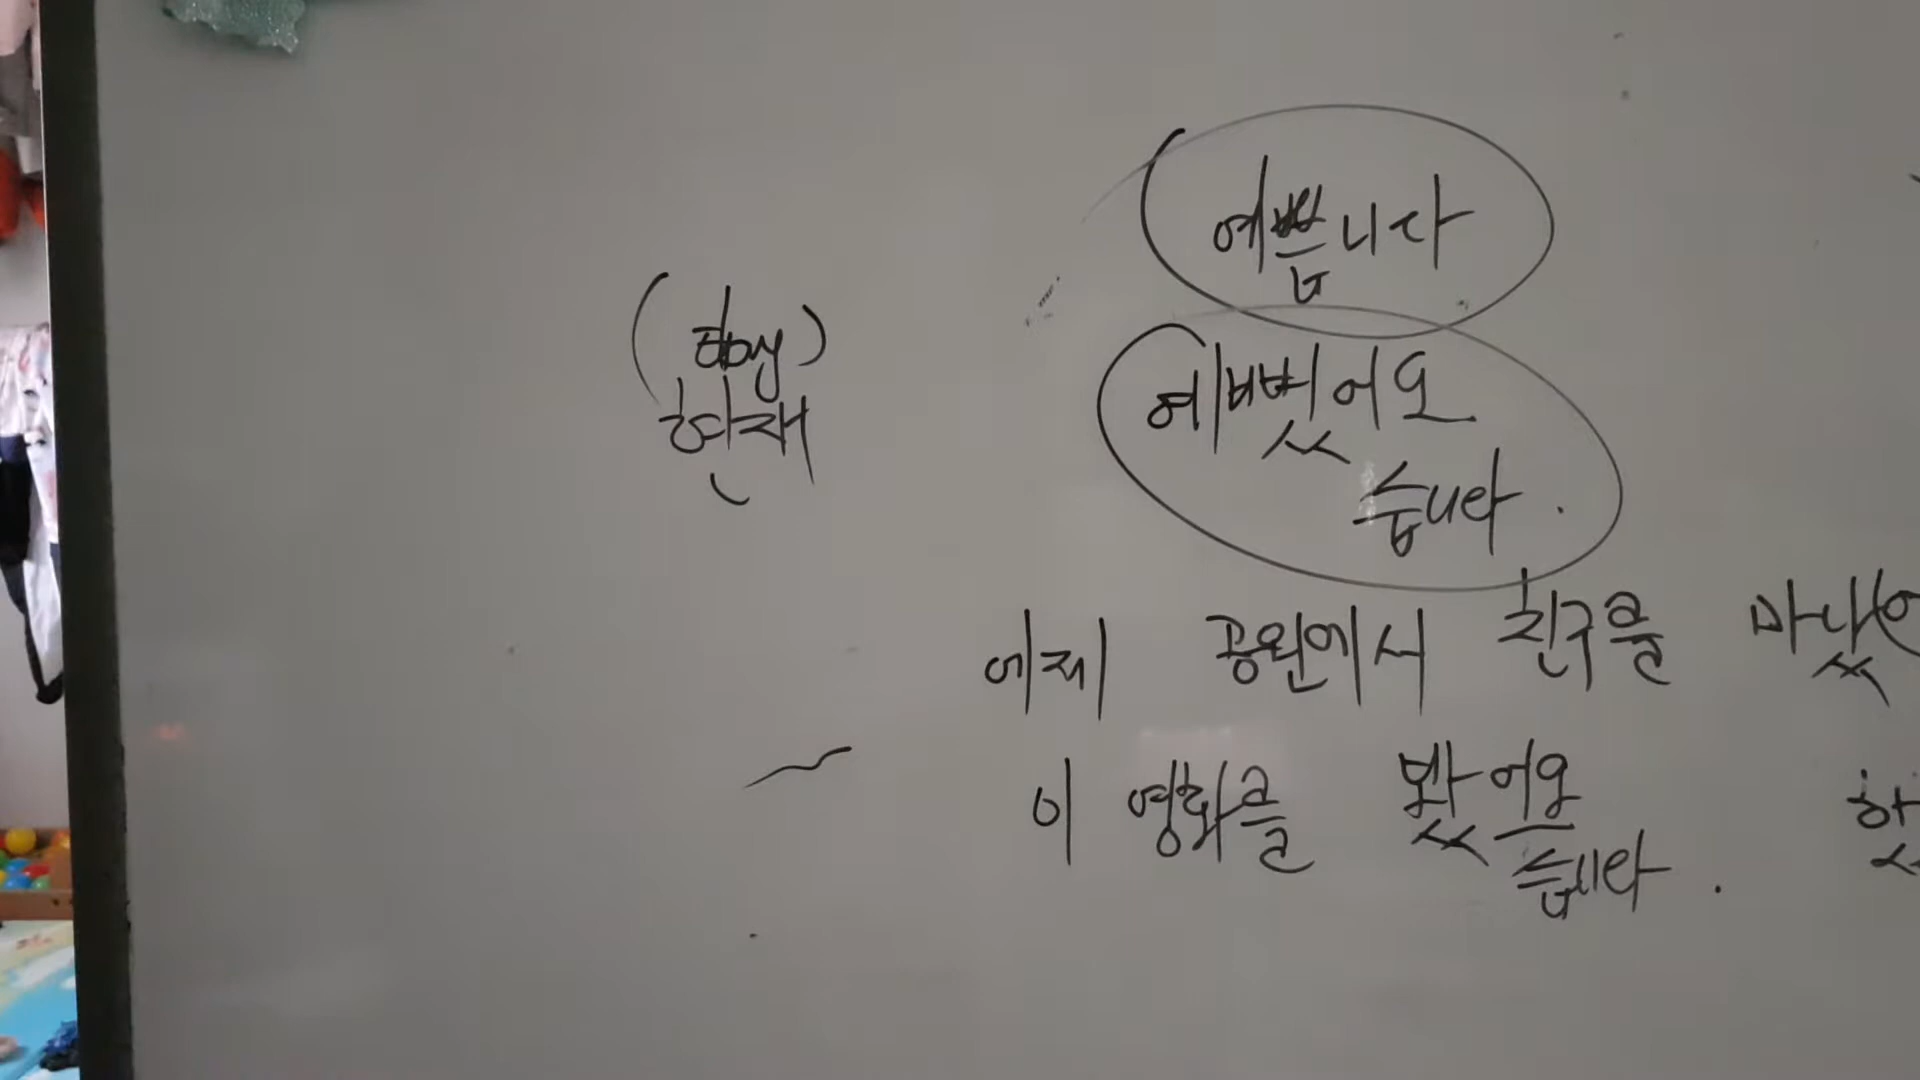 예쁩니다
현재
예뻤어요
습니다.
어제 공원에서 친구를 만났어
이 영화를 봤어요
습니다.